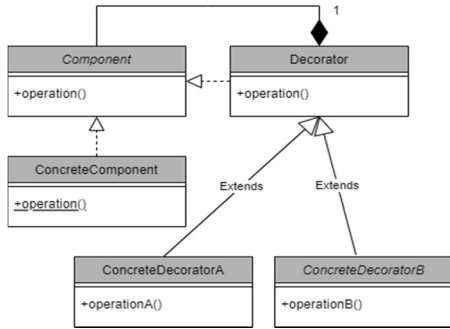 1
Component
Decorator
+operation()
+operation()
ConcreteComponent
+operation()
Extends
Extends
ConcreteDecoratorA
ConcreteDecoratorB
+operationA()
+operationB()